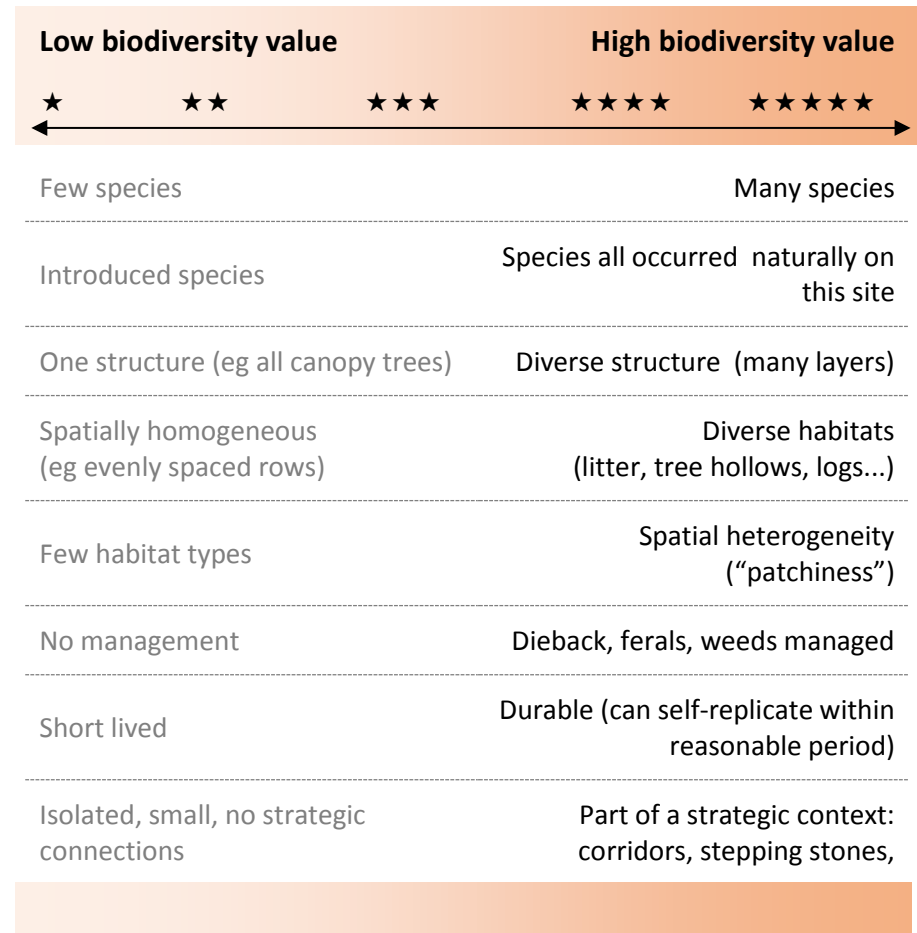 Low biodiversity value High biodiversity value
★ ★★ ★★★ ★★★★ ★★★★★
Few species Many species
Introduced species Species all occurred naturally on
this site
One structure (eg all canopy trees) Diverse structure (many layers)
Spatially homogeneous
(eg evenly spaced rows)
Diverse habitats
(litter, tree hollows, logs...)
Few habitat types
Spatial heterogeneity
(“patchiness”)
No management Dieback, ferals, weeds managed
Short lived
Durable (can self-replicate within
reasonable period)
Isolated, small, no strategic
connections
Part of a strategic context:
corridors, stepping stones,